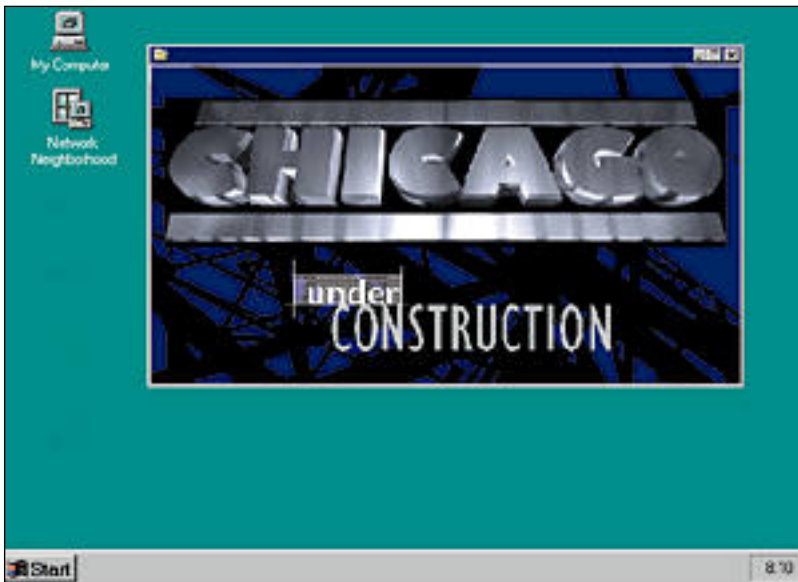 My Computer
Network
Neighborhood
CHICAGO
under
CONSTRUCTION
Start
8:10